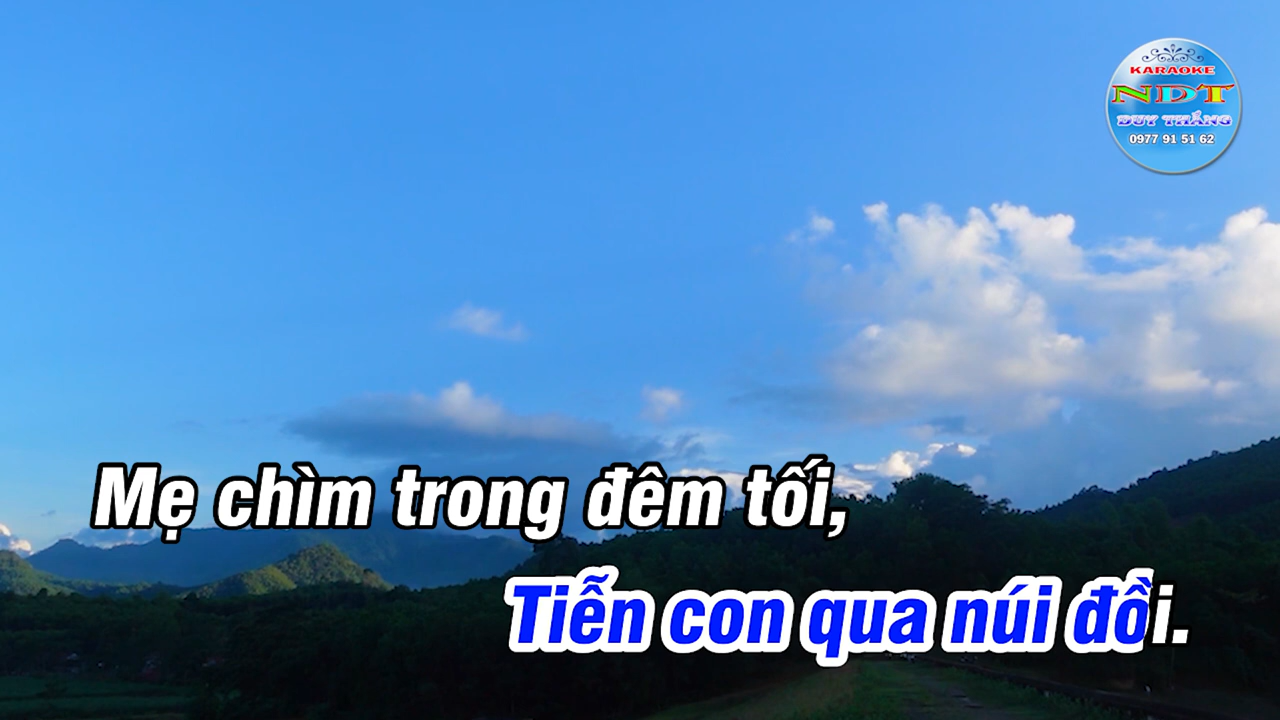 KARAOKE
NDT
DUY THẮNG
0977 91 51 62
Mẹ chìm trong đêm tối,
Tiễn con qua núi đồi.